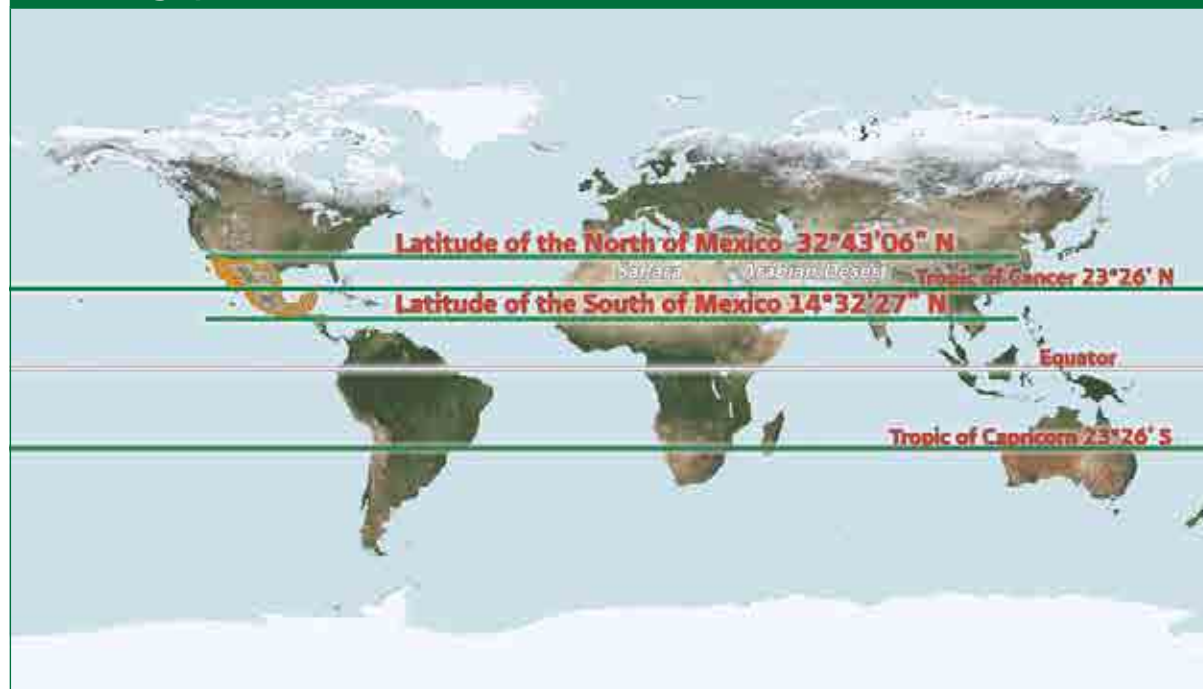 Latitude of the North of Mexico 32°43'06" N
Sahara Arabian Desert
Tropic of Cancer 23°26' N
Latitude of the South of Mexico 14°32'27" N
Equator
Tropic of Capricorn 23°26' S